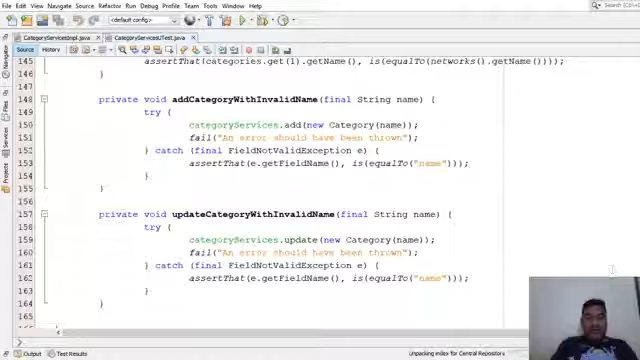 File Edit View Navigate Source Refactor Run Debug Profile Team Tools Window Help
<default config>
CategoryServicesImpl.java CategoryServicesUTest.java
Source History
Navigator
Files
Services
Projects
145 assertThat(categories.get(1).getName(), is(equalTo(networks().getName())));
146 }
148 private void addCategoryWithInvalidName(final String name) {
149 try {
150 categoryServices.add(new Category(name));
151 fail("An error should have been thrown");
152 } catch (final FieldNotValidException e) {
153 assertThat(e.getFieldName(), is(equalTo("name")));
154 }
155 }
157 private void updateCategoryWithInvalidName(final String name) {
158 try {
159 categoryServices.update(new Category(name));
160 fail("An error should have been thrown");
161 } catch (final FieldNotValidException e) {
162 assertThat(e.getFieldName(), is(equalTo("name")));
163 }
164 }
165 }
Output Test Results
Unpacking index for Central Repository